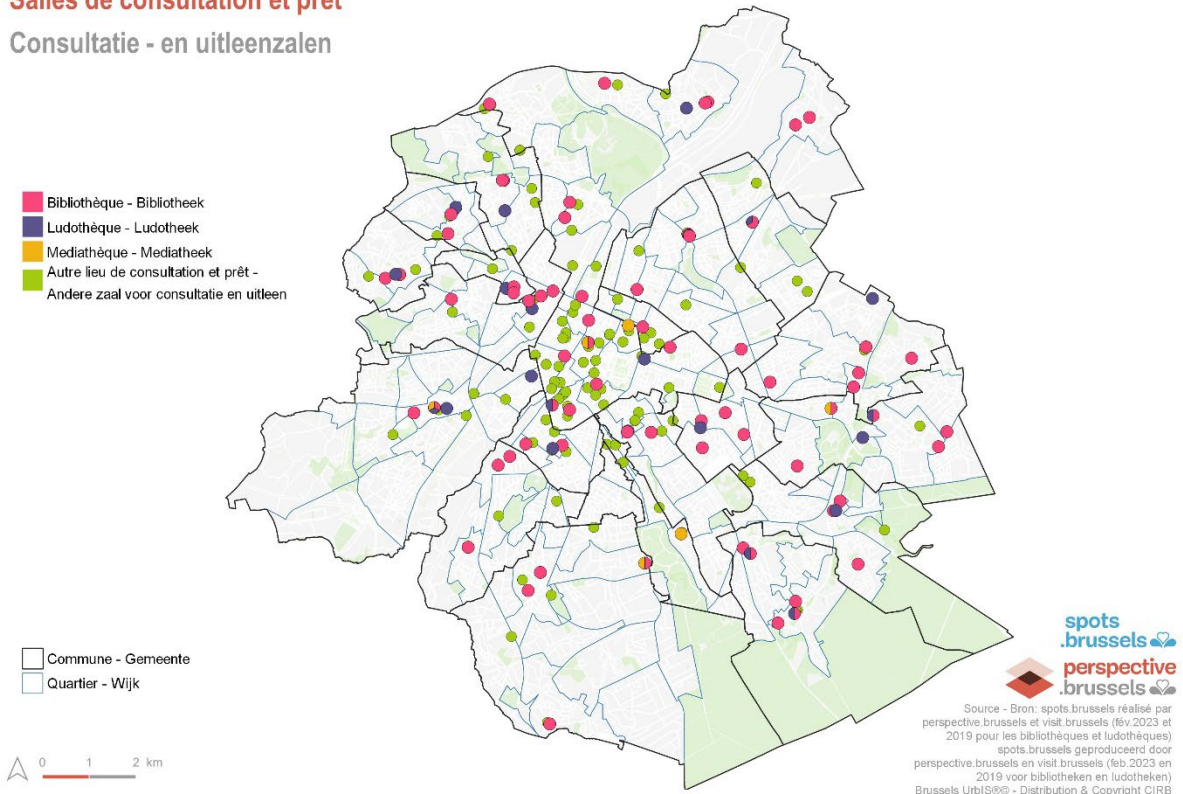 Salles de consultation et prêt
Consultatie - en uitleenzalen
Bibliothèque - Bibliotheek
Ludothèque - Ludotheek
Mediathèque - Mediatheek
Autre lieu de consultation et prêt -
Andere zaal voor consultatie en uitleen
Commune - Gemeente
Quartier - Wijk
0 1 2 km
spots
.brussels
perspective
.brussels
Source - Bron: spots.brussels réalisé par
perspective.brussels et visit.brussels (fév.2023 et
2019 pour les bibliothèques et ludothèques)
spots.brussels geproduceerd door
perspective.brussels en visit.brussels (feb.2023 en
2019 voor bibliotheken en ludotheken)
Brussels UrbIS®© - Distribution & Copyright CIRB